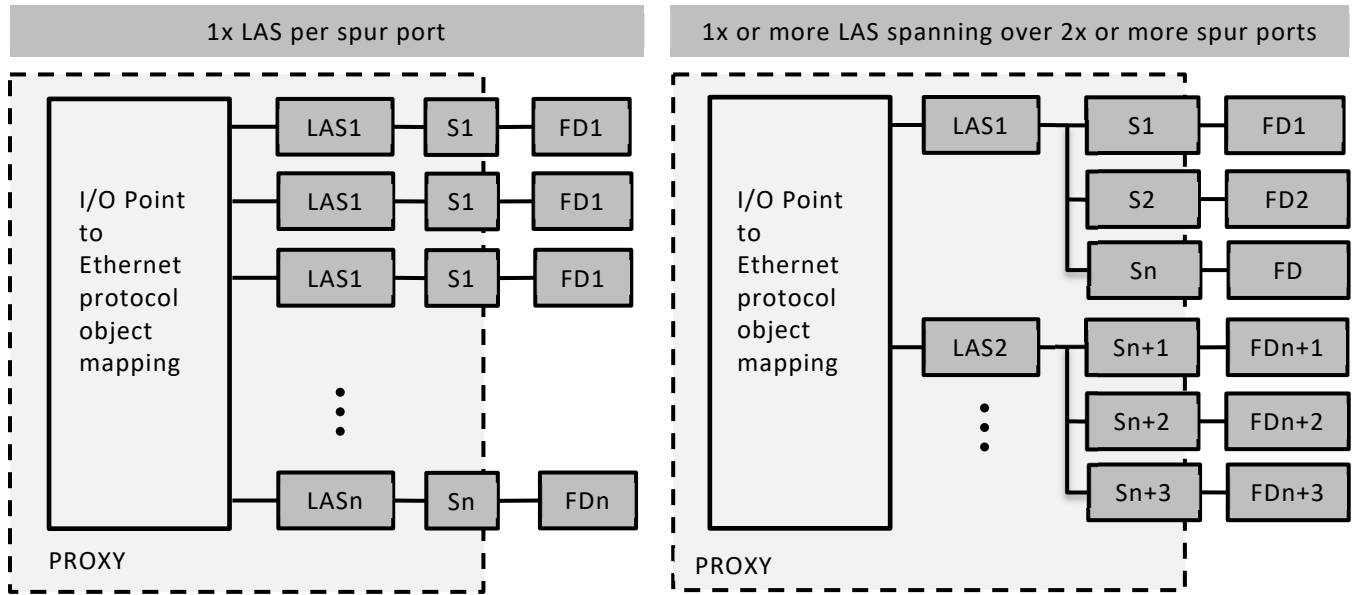 1x LAS per spur port
I/O Point
to
Ethernet
protocol
object
mapping
LAS1 S1 FD1
LAS1 S1 FD1
LAS1 S1 FD1
LASn Sn FDn
PROXY
1x or more LAS spanning over 2x or more spur ports
I/O Point
to
Ethernet
protocol
object
mapping
LAS1 S1 FD1
S2 FD2
Sn FD
LAS2 Sn+1 FDn+1
Sn+2 FDn+2
Sn+3 FDn+3
PROXY